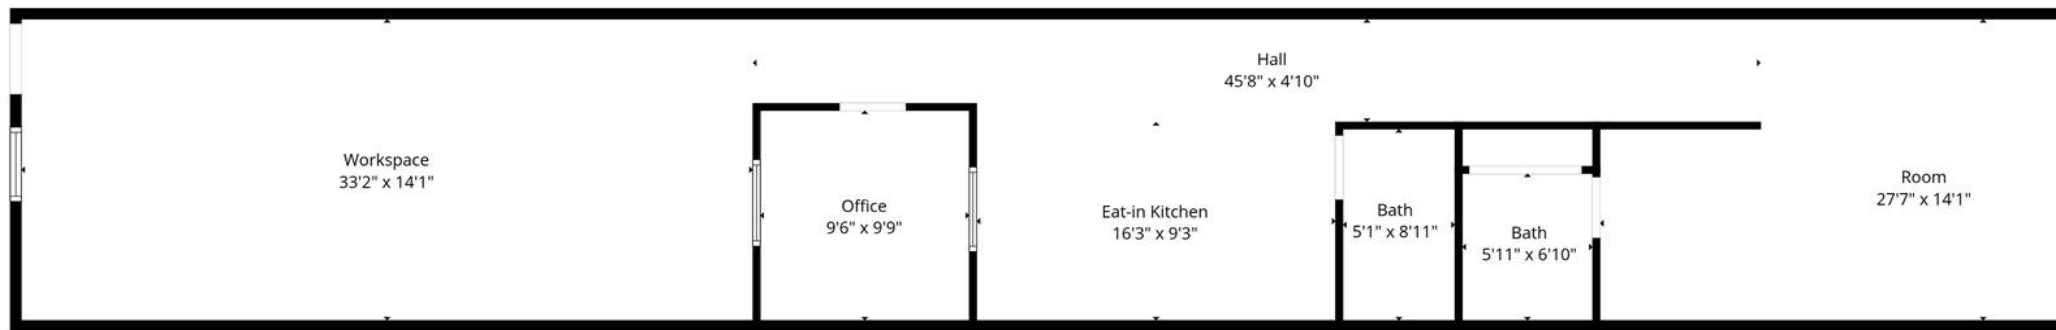 Hall
45'8" x 4'10"
Workspace
33'2" x 14'1"
Office
9'6" x 9'9"
Eat-in Kitchen
16'3" x 9'3"
Bath
5'1" x 8'11"
Bath
5'11" x 6'10"
Room
27'7" x 14'1"